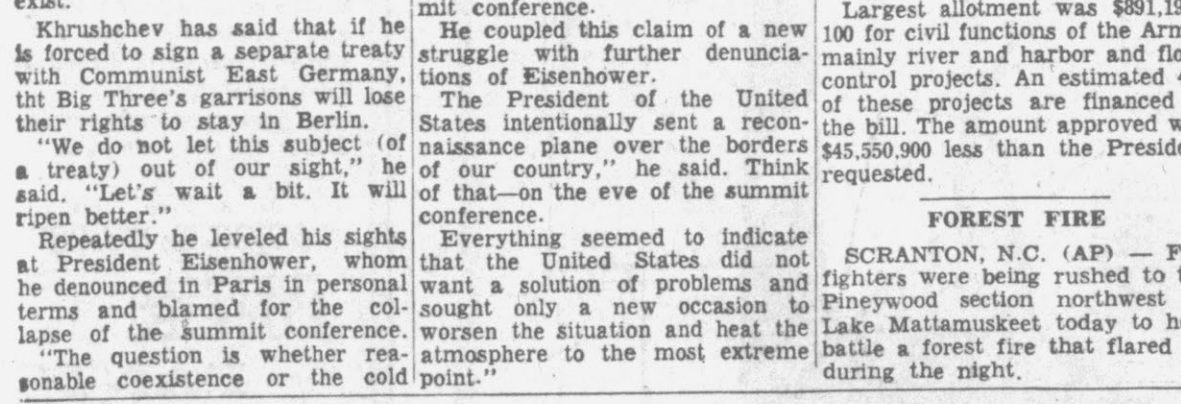 exist.
Khrushchev has said that if he
is forced to sign a separate treaty
with Communist East Germany,
tht Big Three's garrisons will lose
their rights to stay in Berlin.
"We do not let this subject (of
a treaty) out of our sight," he
said. "Let's wait a bit. It will
ripen better."
Repeatedly he leveled his sights
at President Eisenhower, whom
he denounced in Paris in personal
terms and blamed for the col-
lapse of the summit conference.
"The question is whether rea-
sonable coexistence or the cold
mit conference.
He coupled this claim of a new
struggle with further denuncia-
tions of Eisenhower.
The President of the United
States intentionally sent a recon-
naissance plane over the borders
of our country," he said. Think
of that—on the eve of the summit
conference.
Everything seemed to indicate
that the United States did not
want a solution of problems and
sought only a new occasion to
worsen the situation and heat the
atmosphere to the most extreme
point."
Largest allotment was $891,19
100 for civil functions of the Arm
mainly river and harbor and flo
control projects. An estimated 4
of these projects are financed
the bill. The amount approved w
$45,550,900 less than the Preside
requested.
FOREST FIRE
SCRANTON, N.C. (AP) — F
fighters were being rushed to t
Pineywood section northwest
Lake Mattamuskeet today to he
battle a forest fire that flared
during the night.